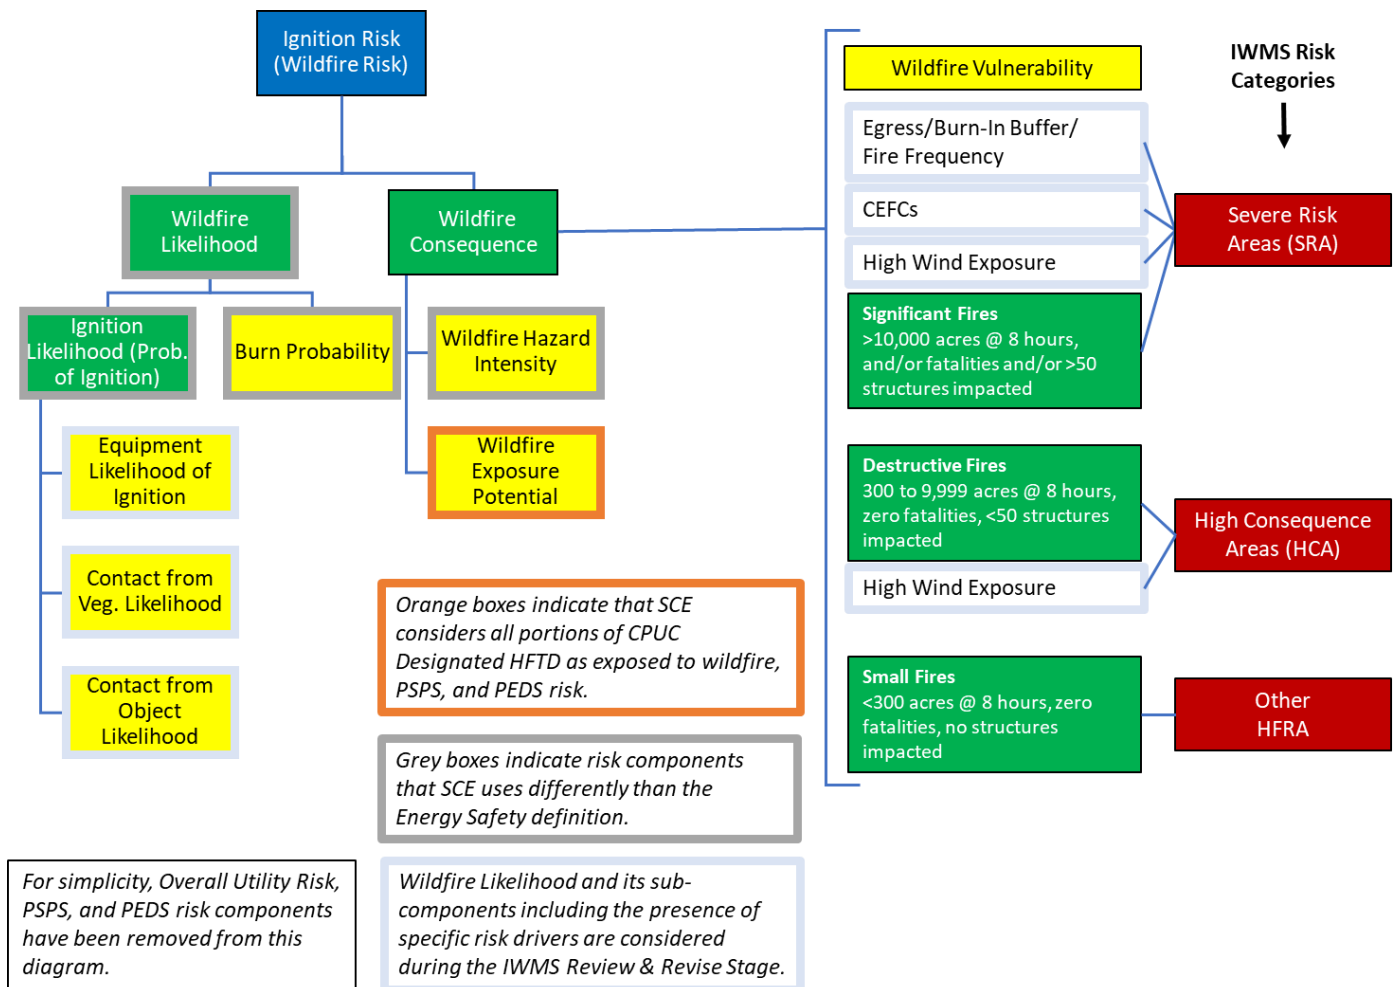 Ignition Risk
(Wildfire Risk)
Wildfire
Likelihood
Wildfire
Consequence
Ignition
Likelihood (Prob.
of Ignition)
Burn Probability
Wildfire Hazard
Intensity
Equipment
Likelihood of
Ignition
Wildfire
Exposure
Potential
Contact from
Veg. Likelihood
Contact from
Object
Likelihood
Wildfire Vulnerability
Egress/Burn-In Buffer/
Fire Frequency
CEFCs
High Wind Exposure
Significant Fires
>10,000 acres @ 8 hours,
and/or fatalities and/or >50
structures impacted
Destructive Fires
300 to 9,999 acres @ 8 hours,
zero fatalities, <50 structures
impacted
High Wind Exposure
Small Fires
<300 acres @ 8 hours, zero
fatalities, no structures
impacted
IWMS Risk
Categories
Severe Risk
Areas (SRA)
High Consequence
Areas (HCA)
Other
HFRA
Orange boxes indicate that SCE
considers all portions of CPUC
Designated HFTD as exposed to wildfire,
PSPS, and PEDS risk.
Grey boxes indicate risk components
that SCE uses differently than the
Energy Safety definition.
For simplicity, Overall Utility Risk,
PSPS, and PEDS risk components
have been removed from this
diagram.
Wildfire Likelihood and its sub-
components including the presence of
specific risk drivers are considered
during the IWMS Review & Revise Stage.